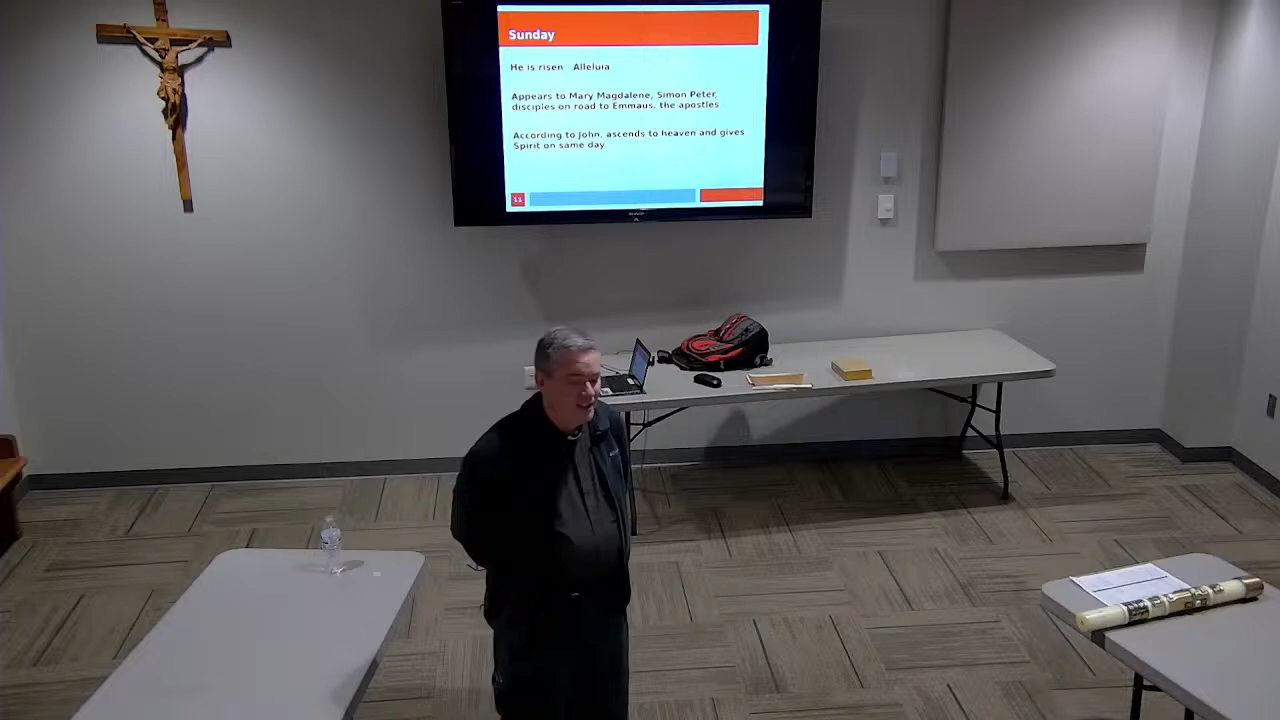 Sunday
He is risen Alleluia
Appears to Mary Magdalene, Simon Peter,
disciples on road to Emmaus, the apostles
According to John, ascends to heaven and gives
Spirit on same day
11